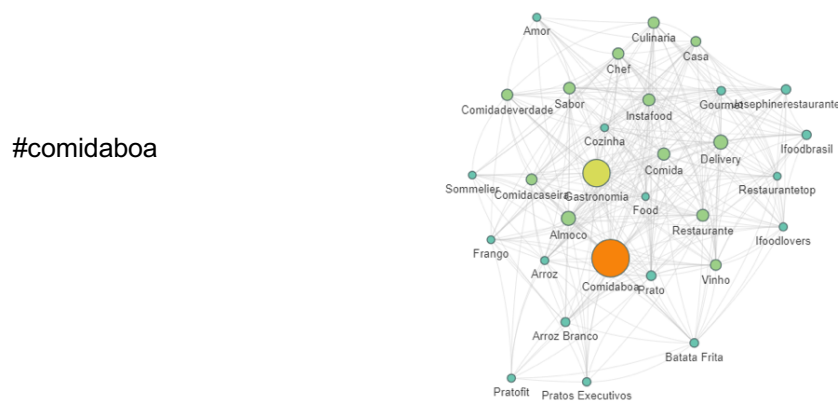 #comidaboa
Amor
Culinaria
Casa
Chef
Sabor
Comidadeverdade
Instafood
Gourmet
Josephinerestaurante
Cozinha
Comida
Delivery
Ifoodbrasil
Sommelier
Comidacaseira
Gastronomia
Food
Restaurantetop
Almoco
Restaurante
Ifoodlovers
Frango
Arroz
Comidaboa
Prato
Vinho
Arroz Branco
Batata Frita
Pratofit
Pratos Executivos